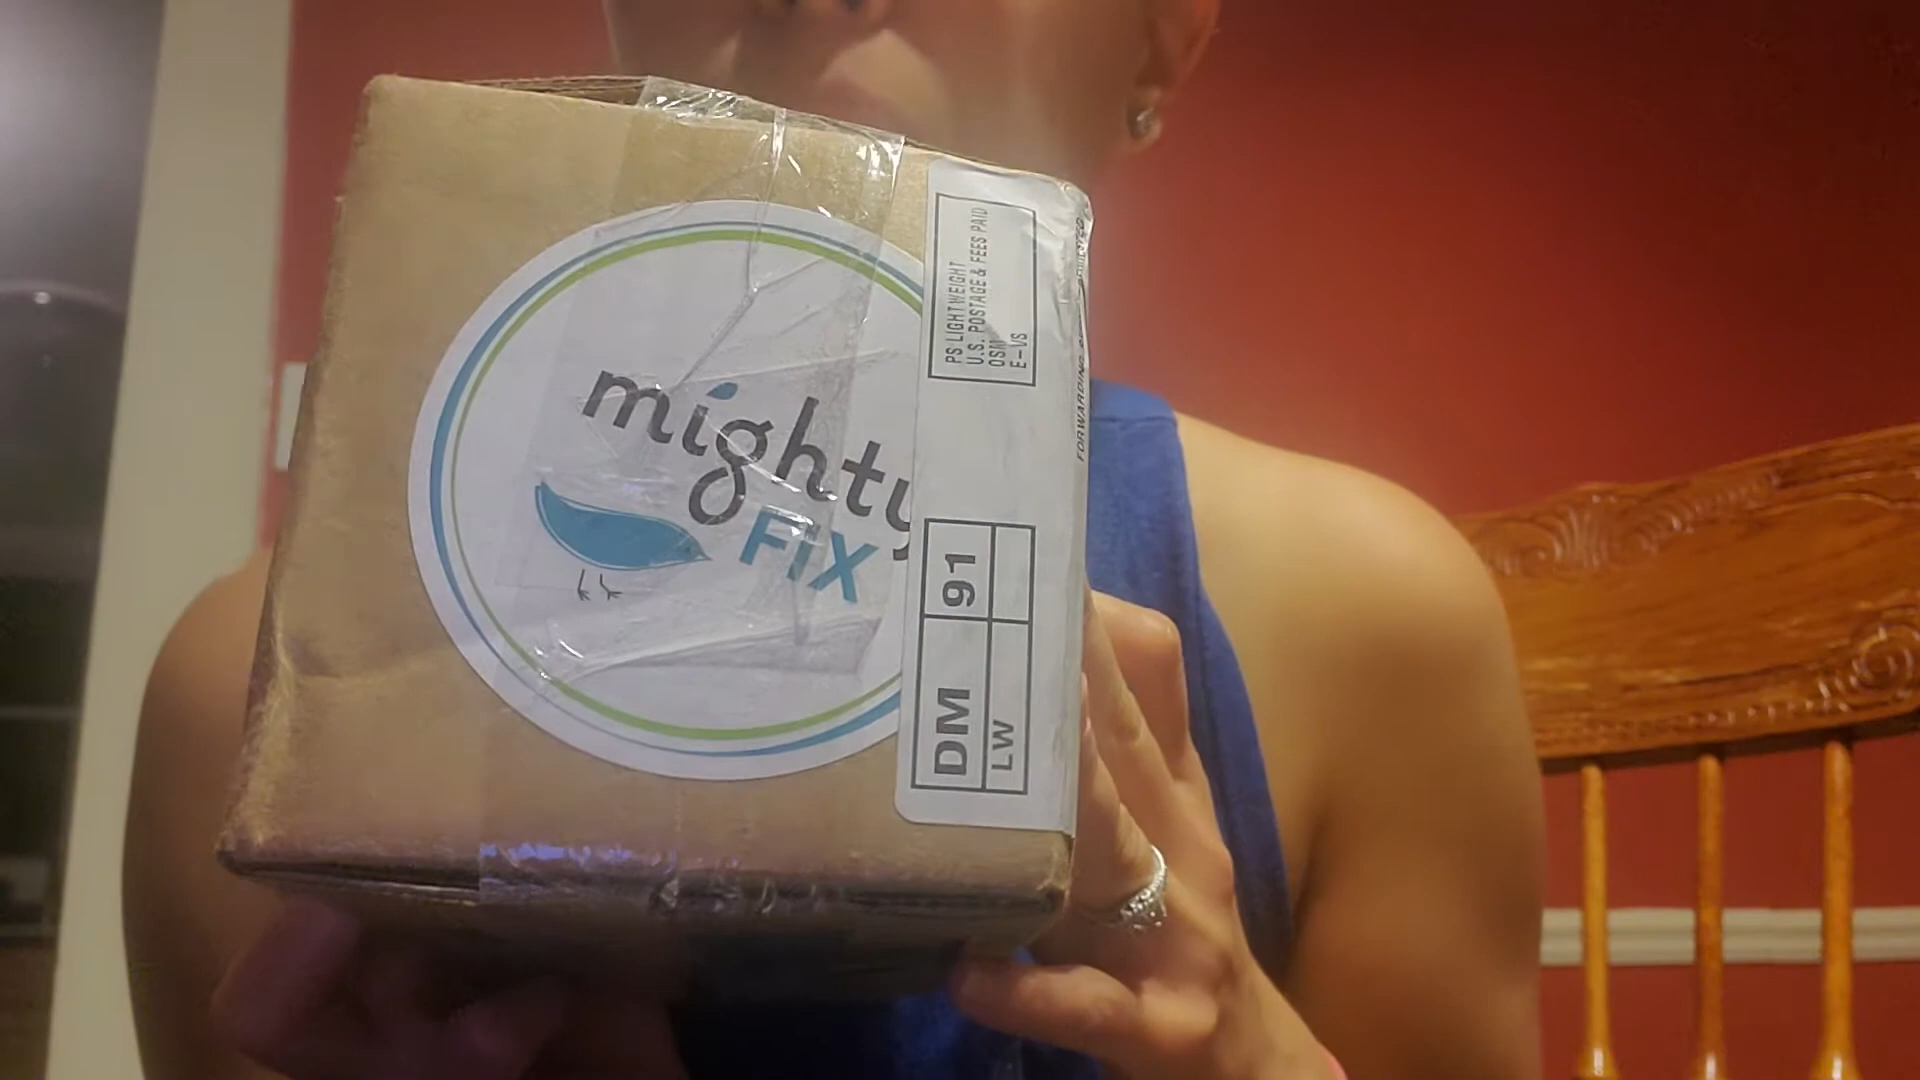 mighty
FIX
PS LIGHTWEIGHT
U.S. POSTAGE & FEES PAID
OSM
E-VS
DM 91
LW
FORWARDING